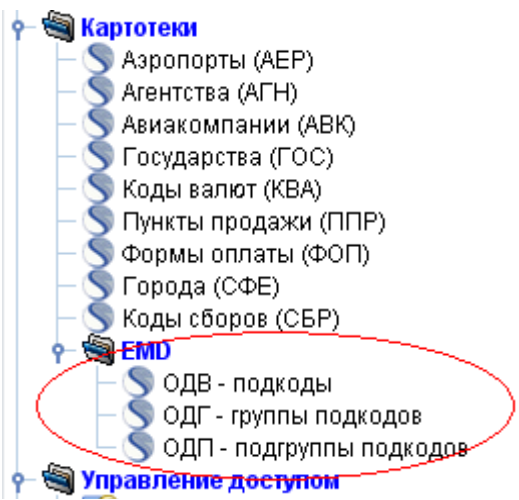 Картотеки
Аэропорты (АЕР)
Агентства (АГН)
Авиакомпании (АВК)
Государства (ГОС)
Коды валют (КВА)
Пункты продажи (ППР)
Формы оплаты (ФОП)
Города (СФЕ)
Коды сборов (СБР)
EMD
ОДВ - подкоды
ОДГ - группы подкодов
ОДП - подгруппы подкодов
Управление доступом